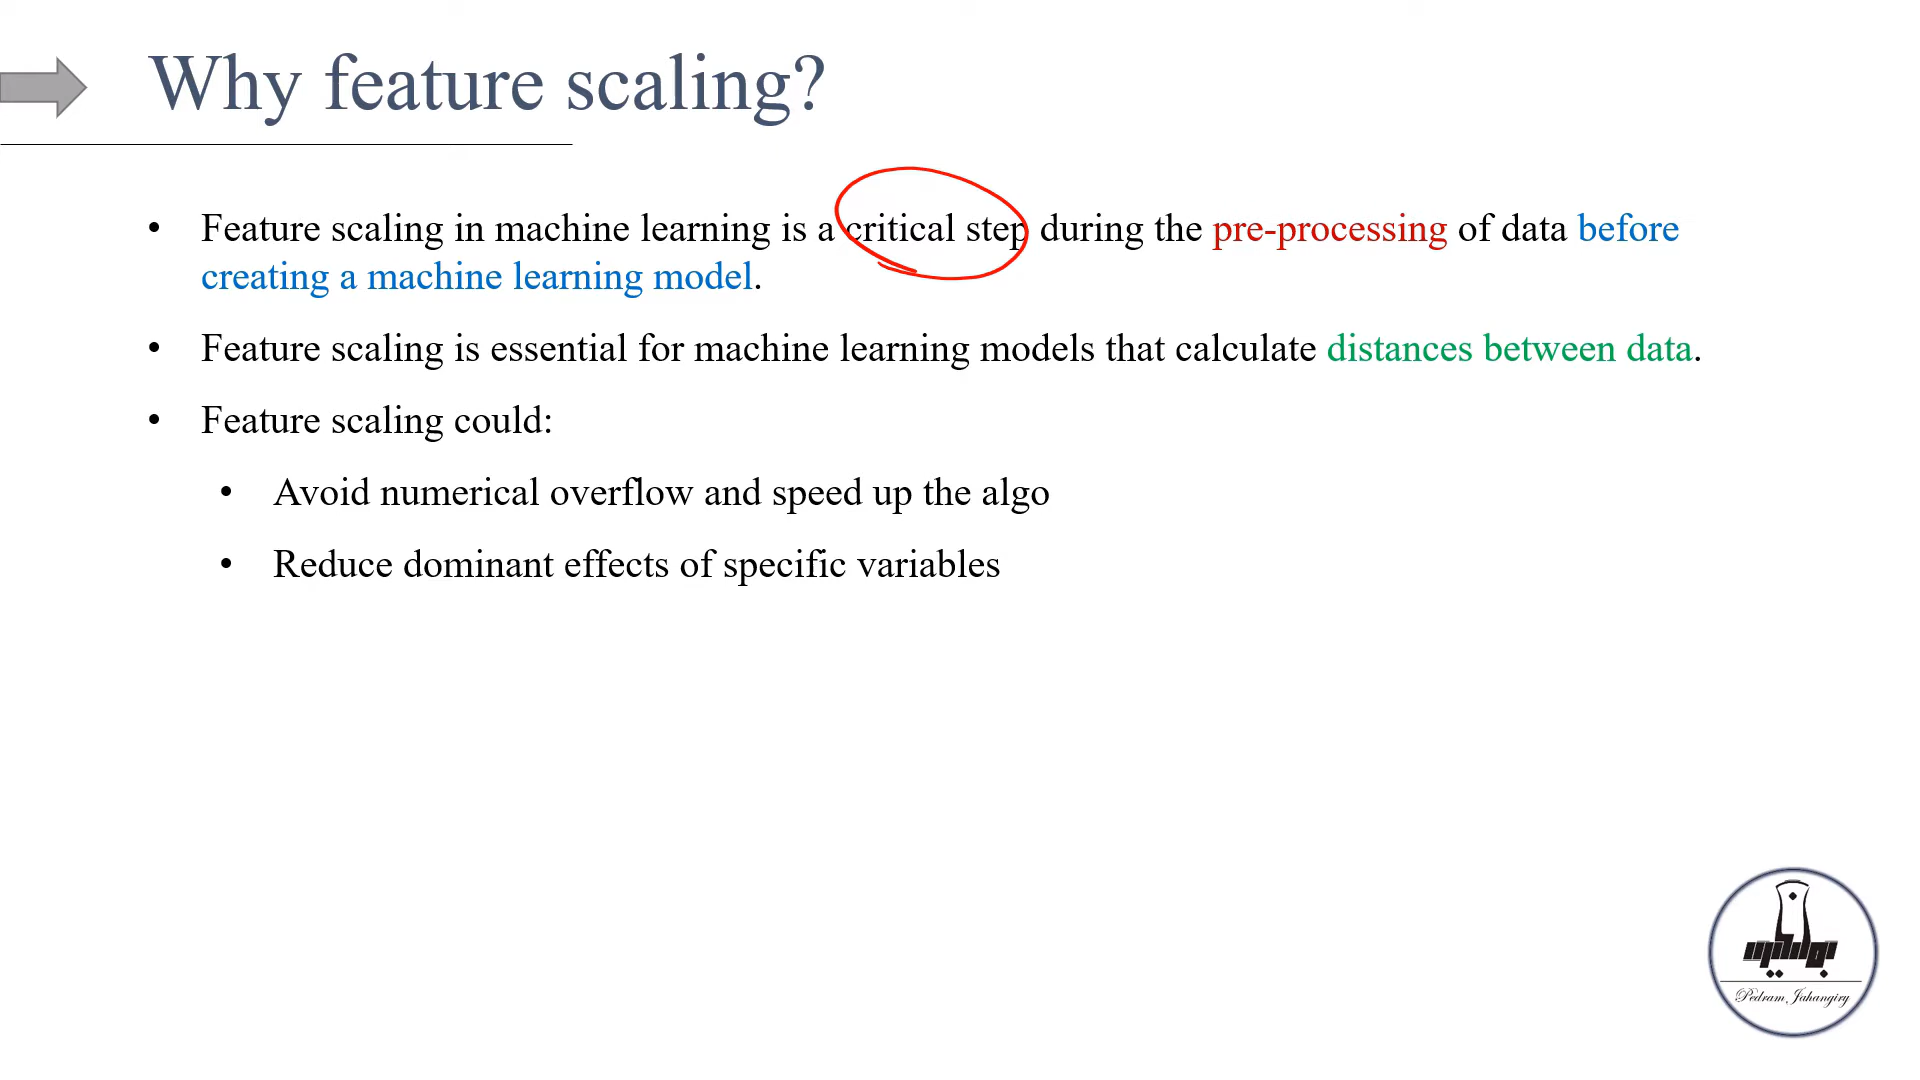 Why feature scaling?
• Feature scaling in machine learning is a critical step during the pre-processing of data before
creating a machine learning model.
• Feature scaling is essential for machine learning models that calculate distances between data.
• Feature scaling could:
• Avoid numerical overflow and speed up the algo
• Reduce dominant effects of specific variables
Pedram Jahangiry